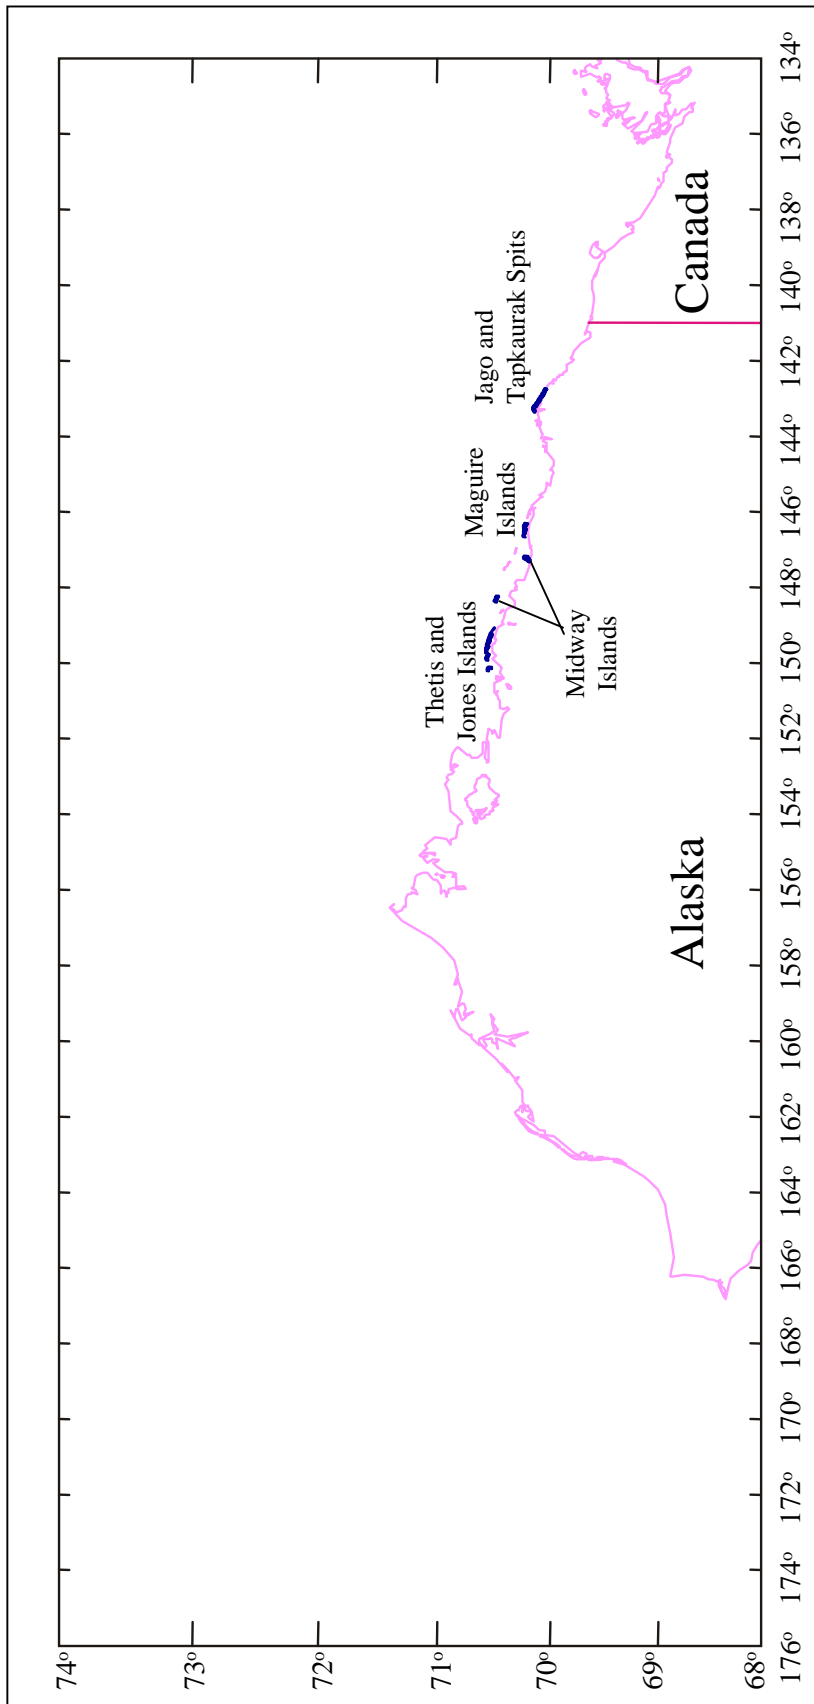 74°
73°
72°
71°
70°
69°
68°
176°
174°
172°
170°
168°
166°
164°
162°
160°
158°
156°
154°
152°
150°
148°
146°
144°
142°
140°
138°
136°
134°
Thetis and
Jones Islands
Midway
Islands
Maguire
Islands
Jago and
Tapkaurak Spits
Alaska
Canada